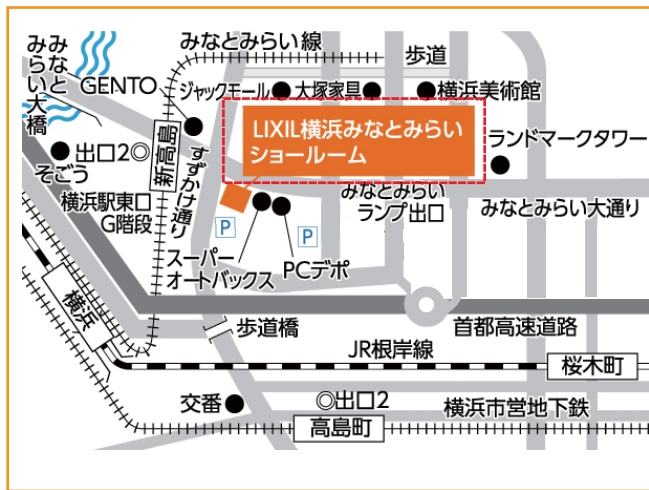 みなとみらい線
歩道
みなと
みらい大橋
GENTO
ジャックモール
大塚家具
横浜美術館
LIXIL横浜みなとみらい
ショールーム
ランドマークタワー
出口2◎
そごう
新高島
すずかけ通り
横浜駅東口
G階段
みなとみらい
ランプ出口
みなとみらい大通り
P
P
スーパー
オートバックス
PCデポ
横浜
歩道橋
首都高速道路
JR根岸線
桜木町
交番
◎出口2
横浜市営地下鉄
高島町